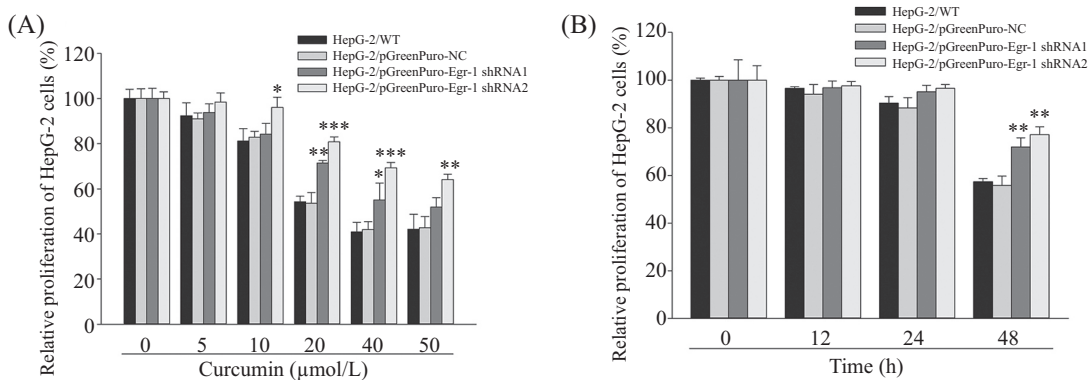 (A)
HepG-2/WT
HepG-2/pGreenPuro-NC
HepG-2/pGreenPuro-Egr-1 shRNA1
HepG-2/pGreenPuro-Egr-1 shRNA2
Relative proliferation of HepG-2 cells (%)
120
100
80
60
40
20
0
*
** ***
* ***
**
0 5 10 20 40 50
Curcumin (μmol/L)
(B)
HepG-2/WT
HepG-2/pGreenPuro-NC
HepG-2/pGreenPuro-Egr-1 shRNA1
HepG-2/pGreenPuro-Egr-1 shRNA2
Relative proliferation of HepG-2 cells (%)
120
100
80
60
40
20
0
** **
0 12 24 48
Time (h)